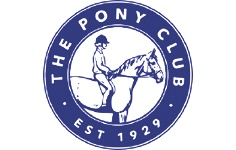 THE PONY CLUB
· EST 1929 ·